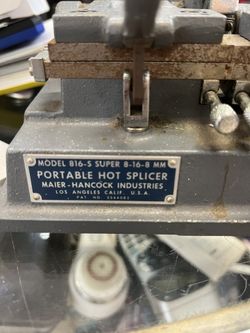 MODEL 816-S SUPER 8-16-8 MM
PORTABLE HOT SPLICER
MAIER-HANCOCK INDUSTRIES
LOS ANGELES CALIF. U.S.A.
PAT. NO.